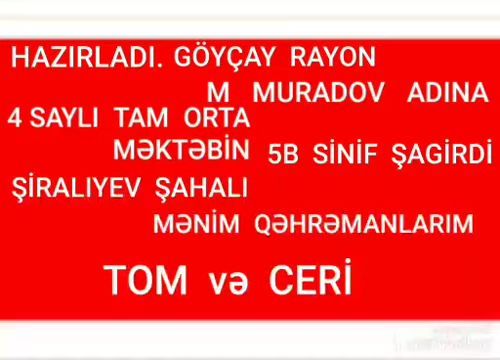 HAZIRLADI. GÖYÇAY RAYON
M MURADOV ADINA
4 SAYLI TAM ORTA
MƏKTƏBİN 5B SİNİF ŞAGİRDİ
ŞİRALIYEV ŞAHALI
MƏNİM QƏHRƏMANLARIM
TOM və CERİ